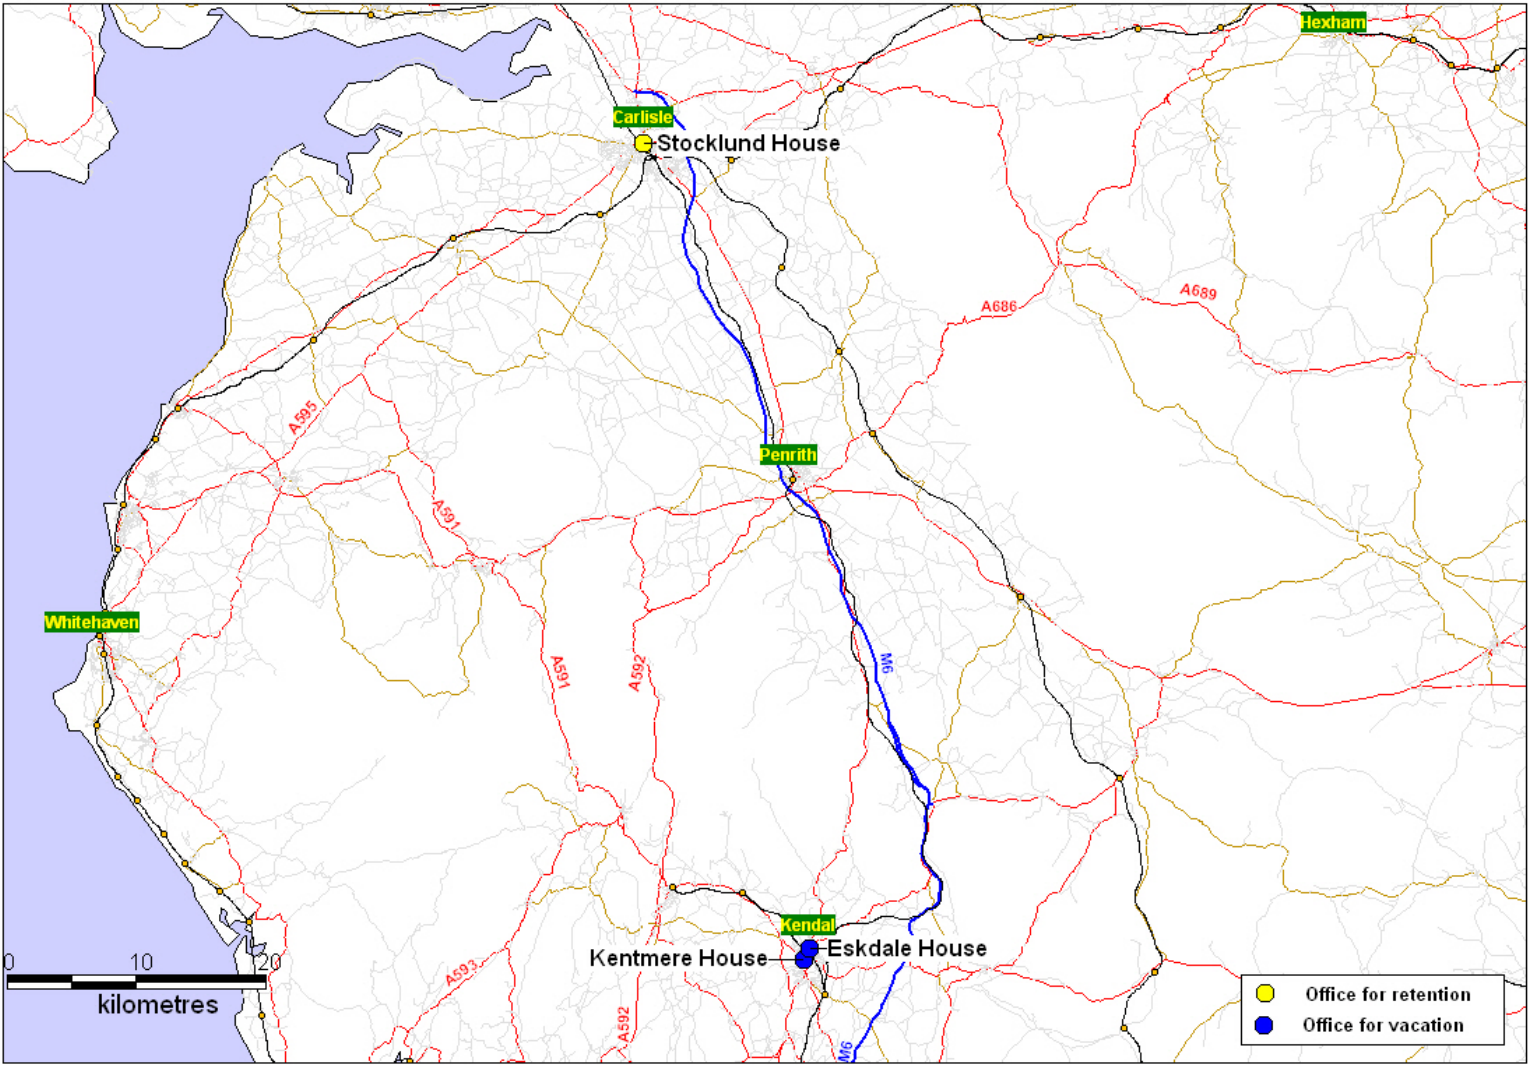 Hexham
Carlisle
Stocklund House
A689
A686
A595
Penrith
A591
Whitehaven
A591
A592
M6
Kendal
Eskdale House
Kentmere House
0 10 20
kilometres
A593
A592
M6
Office for retention
Office for vacation